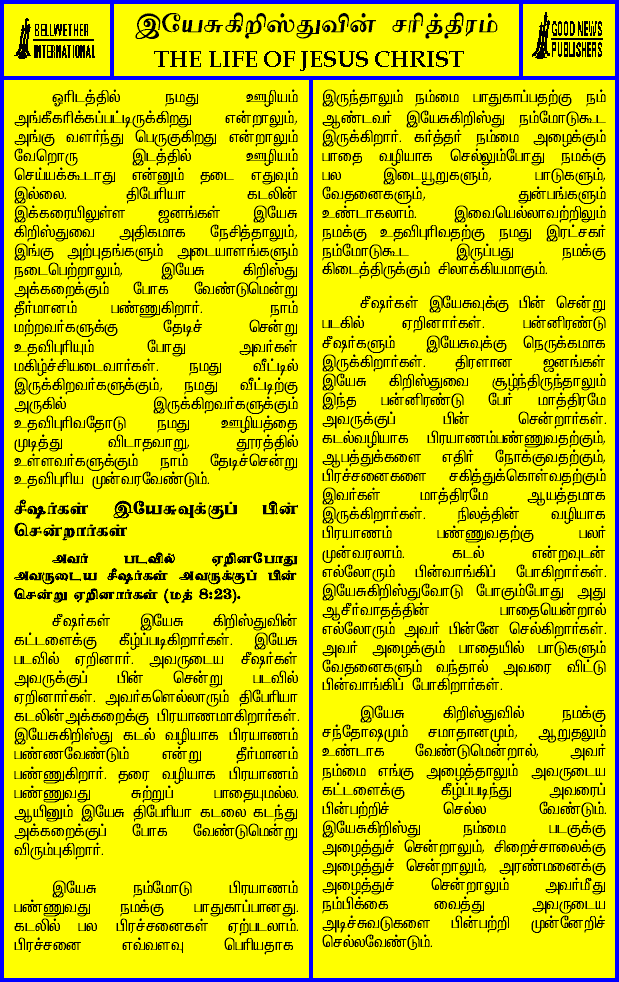 BELLWETHER
INTERNATIONAL
இயேசுகிறிஸ்துவின் சரித்திரம்
THE LIFE OF JESUS CHRIST
GOOD NEWS
PUBLISHERS
ஓரிடத்தில் நமது ஊழியம்
அங்கீகரிக்கப்பட்டிருக்கிறது என்றாலும்,
அங்கு வளர்ந்து பெருகுகிறது என்றாலும்
வேறொரு இடத்தில் ஊழியம்
செய்யக்கூடாது என்னும் தடை எதுவும்
இல்லை. திபேரியா கடலின்
இக்கரையிலுள்ள ஜனங்கள் இயேசு
கிறிஸ்துவை அதிகமாக நேசித்தாலும்,
இங்கு அற்புதங்களும் அடையாளங்களும்
நடைபெற்றாலும், இயேசு கிறிஸ்து
அக்கறைக்கும் போக வேண்டுமென்று
தீர்மானம் பண்ணுகிறார். நாம்
மற்றவர்களுக்கு தேடிச் சென்று
உதவிபுரியும் போது அவர்கள்
மகிழ்ச்சியடைவார்கள். நமது வீட்டில்
இருக்கிறவர்களுக்கும், நமது வீட்டிற்கு
அருகில் இருக்கிறவர்களுக்கும்
உதவிபுரிவதோடு நமது ஊழியத்தை
முடித்து விடாதவாறு, தூரத்தில்
உள்ளவர்களுக்கும் நாம் தேடிச்சென்று
உதவிபுரிய முன்வரவேண்டும்.
சீஷர்கள் இயேசுவுக்குப் பின்
சென்றார்கள்
அவர் படவில் ஏறினபோது
அவருடைய சீஷர்கள் அவருக்குப் பின்
சென்று ஏறினார்கள் (மத் 8:23).
சீஷர்கள் இயேசு கிறிஸ்துவின்
கட்டளைக்கு கீழ்ப்படிகிறார்கள். இயேசு
படவில் ஏறினார். அவருடைய சீஷர்கள்
அவருக்குப் பின் சென்று படவில்
ஏறினார்கள். அவர்களெல்லாரும் திபேரியா
கடலின்அக்கறைக்கு பிரயாணமாகிறார்கள்.
இயேசுகிறிஸ்து கடல் வழியாக பிரயாணம்
பண்ணவேண்டும் என்று தீர்மானம்
பண்ணுகிறார். தரை வழியாக பிரயாணம்
பண்ணுவது சுற்றுப் பாதையுமல்ல.
ஆயினும் இயேசு திபேரியா கடலை கடந்து
அக்கறைக்குப் போக வேண்டுமென்று
விரும்புகிறார்.
இயேசு நம்மோடு பிரயாணம்
பண்ணுவது நமக்கு பாதுகாப்பானது.
கடலில் பல பிரச்சனைகள் ஏற்படலாம்.
பிரச்சனை எவ்வளவு பெரியதாக
இருந்தாலும் நம்மை பாதுகாப்பதற்கு நம்
ஆண்டவர் இயேசுகிறிஸ்து நம்மோடுகூட
இருக்கிறார். கர்த்தர் நம்மை அழைக்கும்
பாதை வழியாக செல்லும்போது நமக்கு
பல இடையூறுகளும், பாடுகளும்,
வேதனைகளும், துன்பங்களும்
உண்டாகலாம். இவையெல்லாவற்றிலும்
நமக்கு உதவிபுரிவதற்கு நமது இரட்சகர்
நம்மோடுகூட இருப்பது நமக்கு
கிடைத்திருக்கும் சிலாக்கியமாகும்.
சீஷர்கள் இயேசுவுக்கு பின் சென்று
படகில் ஏறினார்கள். பன்னிரண்டு
சீஷர்களும் இயேசுவுக்கு நெருக்கமாக
இருக்கிறார்கள். திரளான ஜனங்கள்
இயேசு கிறிஸ்துவை சூழ்ந்திருந்தாலும்
இந்த பன்னிரண்டு பேர் மாத்திரமே
அவருக்குப் பின் சென்றார்கள்.
கடல்வழியாக பிரயாணம்பண்ணுவதற்கும்,
ஆபத்துக்களை எதிர் நோக்குவதற்கும்,
பிரச்சனைகளை சகித்துக்கொள்வதற்கும்
இவர்கள் மாத்திரமே ஆயத்தமாக
இருக்கிறார்கள். நிலத்தின் வழியாக
பிரயாணம் பண்ணுவதற்கு பலர்
முன்வரலாம். கடல் என்றவுடன்
எல்லோரும் பின்வாங்கிப் போகிறார்கள்.
இயேசுகிறிஸ்துவோடு போகும்போது அது
ஆசீர்வாதத்தின் பாதையென்றால்
எல்லோரும் அவர் பின்னே செல்கிறார்கள்.
அவர் அழைக்கும் பாதையில் பாடுகளும்
வேதனைகளும் வந்தால் அவரை விட்டு
பின்வாங்கிப் போகிறார்கள்.
இயேசு கிறிஸ்துவில் நமக்கு
சந்தோஷமும் சமாதானமும், ஆறுதலும்
உண்டாக வேண்டுமென்றால், அவர்
நம்மை எங்கு அழைத்தாலும் அவருடைய
கட்டளைக்கு கீழ்ப்படிந்து அவரைப்
பின்பற்றிச் செல்ல வேண்டும்.
இயேசுகிறிஸ்து நம்மை படகுக்கு
அழைத்துச் சென்றாலும், சிறைச்சாலைக்கு
அழைத்துச் சென்றாலும், அரண்மனைக்கு
அழைத்துச் சென்றாலும் அவர்மீது
நம்பிக்கை வைத்து அவருடைய
அடிச்சுவடுகளை பின்பற்றி முன்னேறிச்
செல்லவேண்டும்.